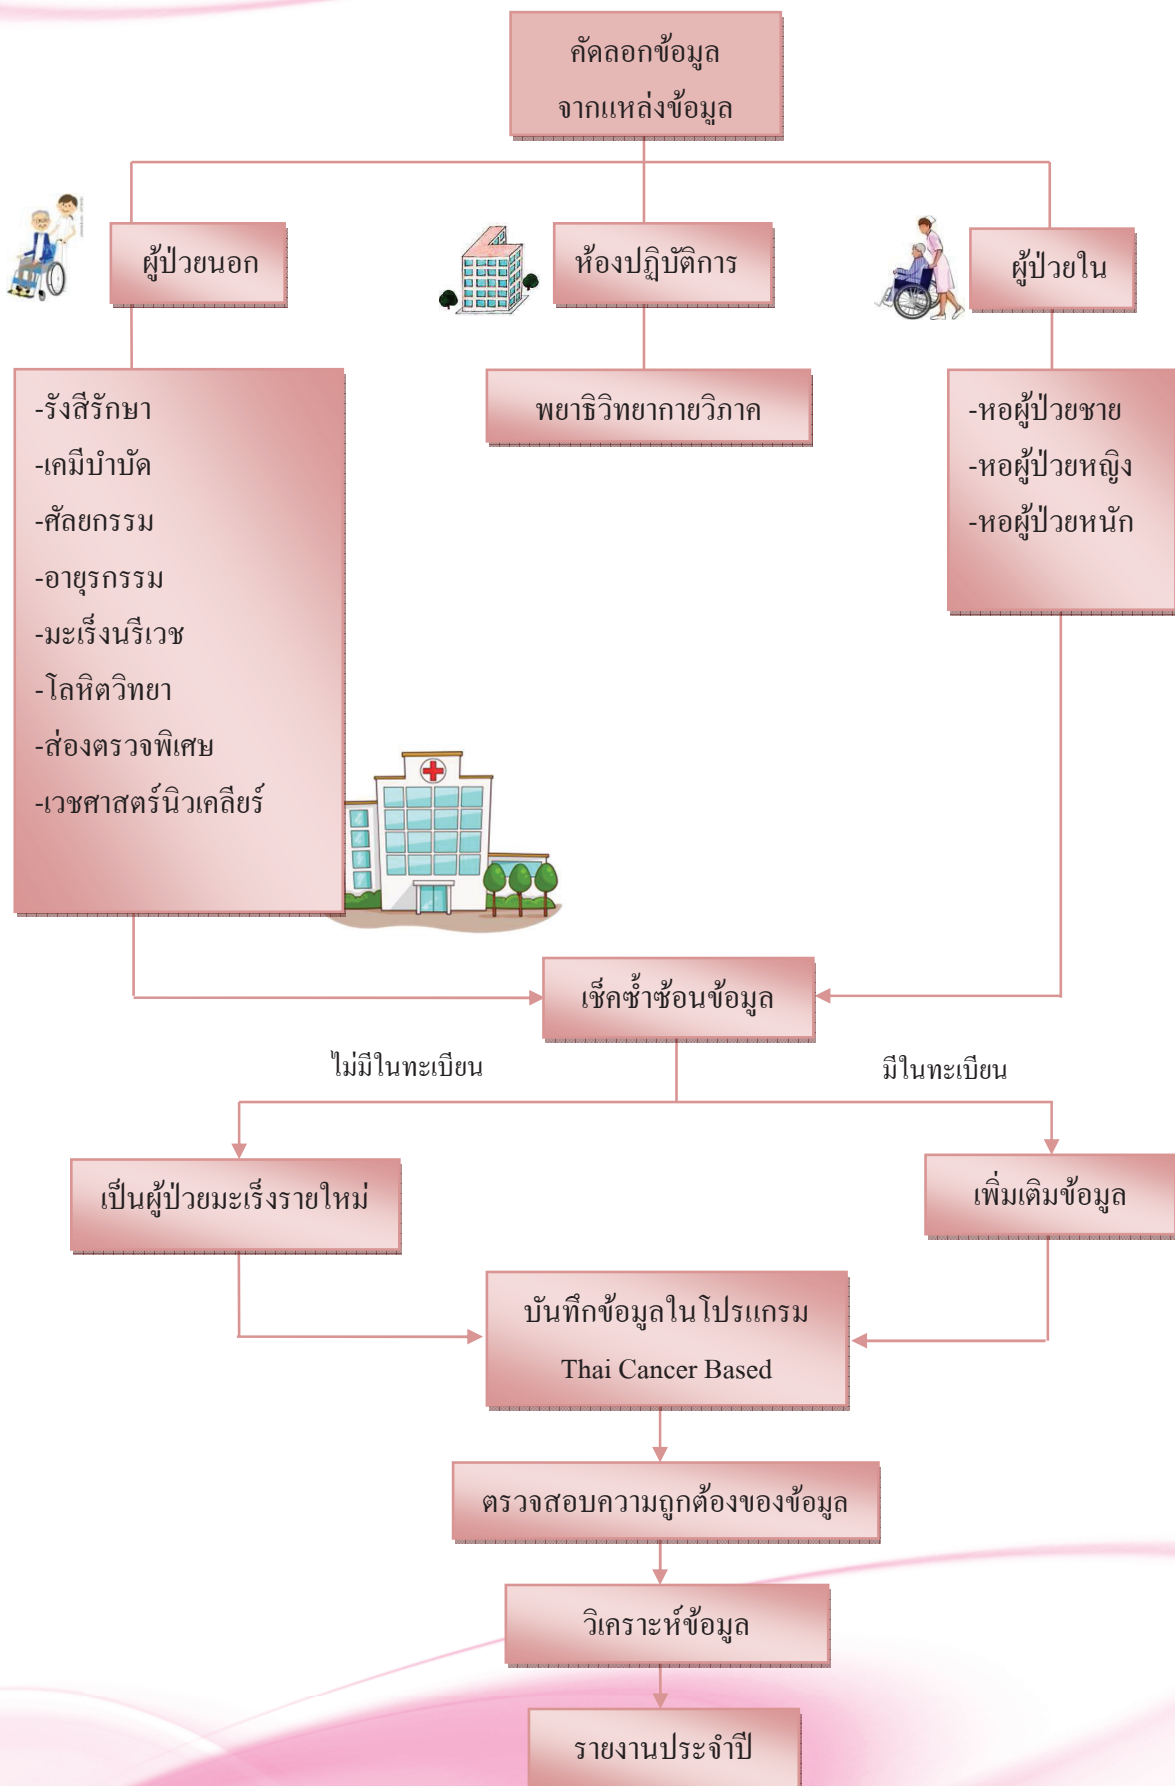 คัดลอกข้อมูล
จากแหล่งข้อมูล
ผู้ป่วยนอก
ห้องปฏิบัติการ
ผู้ป่วยใน
-รังสีรักษา
-เคมีบำบัด
-ศัลยกรรม
-อายุรกรรม
-มะเร็งนรีเวช
-โลหิตวิทยา
-ส่องตรวจพิเศษ
-เวชศาสตร์นิวเคลียร์
พยาธิวิทยากายวิภาค
-หอผู้ป่วยชาย
-หอผู้ป่วยหญิง
-หอผู้ป่วยหนัก
เช็คซ้ำซ้อนข้อมูล
ไม่มีในทะเบียน
มีในทะเบียน
เป็นผู้ป่วยมะเร็งรายใหม่
เพิ่มเติมข้อมูล
บันทึกข้อมูลในโปรแกรม
Thai Cancer Based
ตรวจสอบความถูกต้องของข้อมูล
วิเคราะห์ข้อมูล
รายงานประจำปี